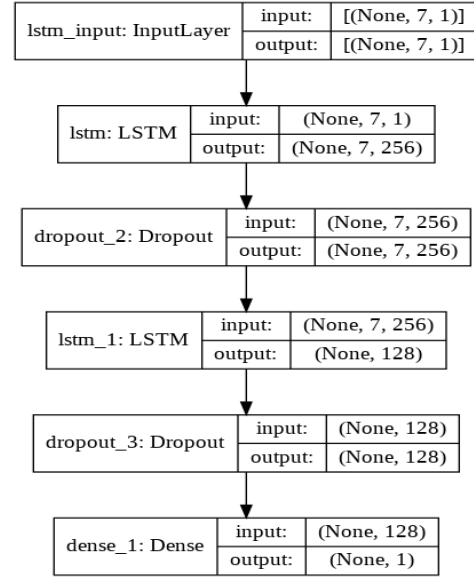 lstm_input: InputLayer
input: [(None, 7, 1)]
output: [(None, 7, 1)]
lstm: LSTM
input: (None, 7, 1)
output: (None, 7, 256)
dropout_2: Dropout
input: (None, 7, 256)
output: (None, 7, 256)
lstm_1: LSTM
input: (None, 7, 256)
output: (None, 128)
dropout_3: Dropout
input: (None, 128)
output: (None, 128)
dense_1: Dense
input: (None, 128)
output: (None, 1)